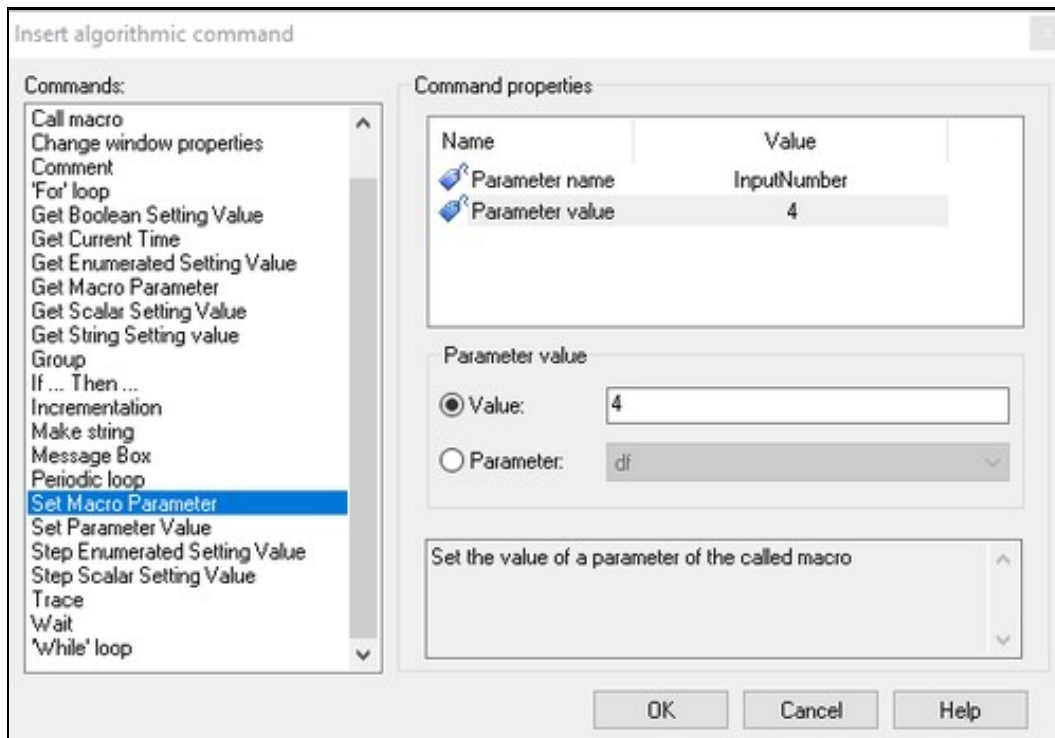 Insert algorithmic command
Commands:
Call macro
Change window properties
Comment
'For' loop
Get Boolean Setting Value
Get Current Time
Get Enumerated Setting Value
Get Macro Parameter
Get Scalar Setting Value
Get String Setting value
Group
If ... Then ...
Incrementation
Make string
Message Box
Periodic loop
Set Macro Parameter
Set Parameter Value
Step Enumerated Setting Value
Step Scalar Setting Value
Trace
Wait
'While' loop
Command properties
Name Value
Parameter name InputNumber
Parameter value 4
Parameter value
Value: 4
Parameter: df
Set the value of a parameter of the called macro
OK Cancel Help